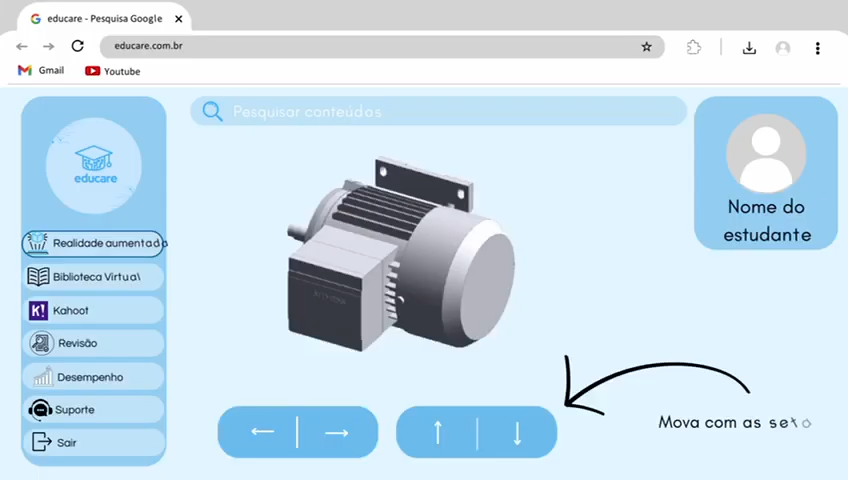 educare - Pesquisa Google
educare.com.br
Gmail
Youtube
Pesquisar conteúdos
educare
Nome do
estudante
Realidade aumentada
Biblioteca Virtual
Kahoot
Revisão
Desempenho
Suporte
Sair
Mova com as seto